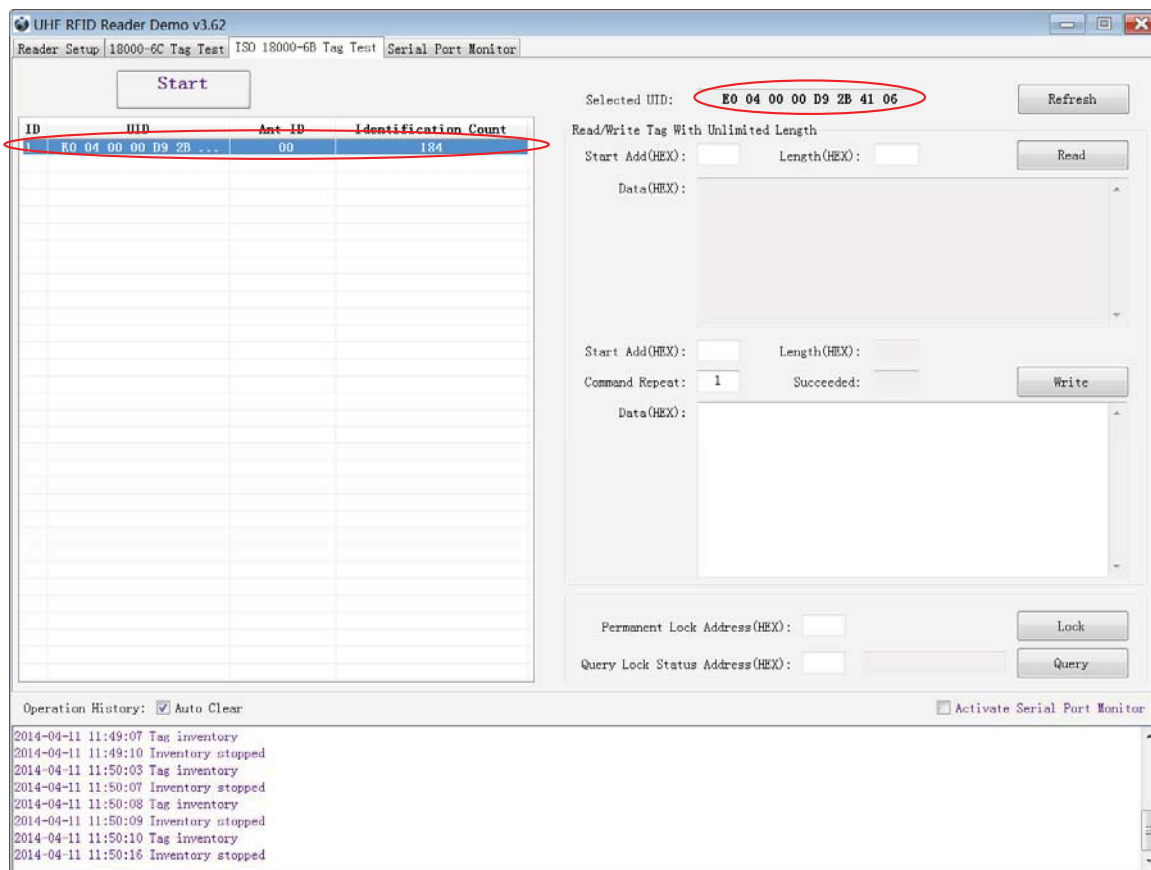 UHF RFID Reader Demo v3.62
Reader Setup 18000-6C Tag Test ISO 18000-6B Tag Test Serial Port Monitor
Start
Selected UID: E0 04 00 00 D9 2B 41 06 Refresh
ID UID Ant ID Identification Count
1 E0 04 00 00 D9 2B ... 00 184
Read/Write Tag With Unlimited Length
Start Add(HEX): Length(HEX): Read
Data(HEX):
Start Add(HEX): Length(HEX):
Command Repeat: 1 Succeeded: Write
Data(HEX):
Permanent Lock Address(HEX): Lock
Query Lock Status Address(HEX): Query
Operation History: Auto Clear Activate Serial Port Monitor
2014-04-11 11:49:07 Tag inventory
2014-04-11 11:49:10 Inventory stopped
2014-04-11 11:50:03 Tag inventory
2014-04-11 11:50:07 Inventory stopped
2014-04-11 11:50:08 Tag inventory
2014-04-11 11:50:09 Inventory stopped
2014-04-11 11:50:10 Tag inventory
2014-04-11 11:50:16 Inventory stopped